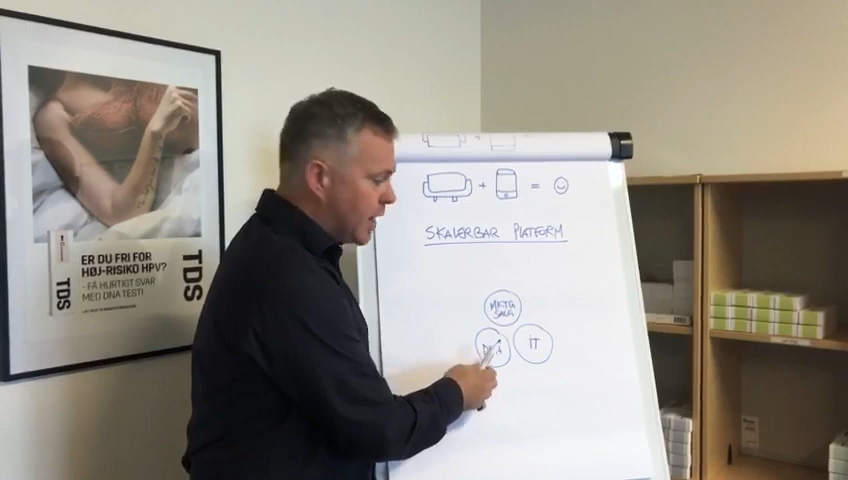 ER DU FRI FOR
HØJ-RISIKO HPV?
- FÅ HURTIGT SVAR
MED DNA TEST!
TDS
TDS
+ =
SKALERBAR PLATFORM
MKTG
SALG
IT